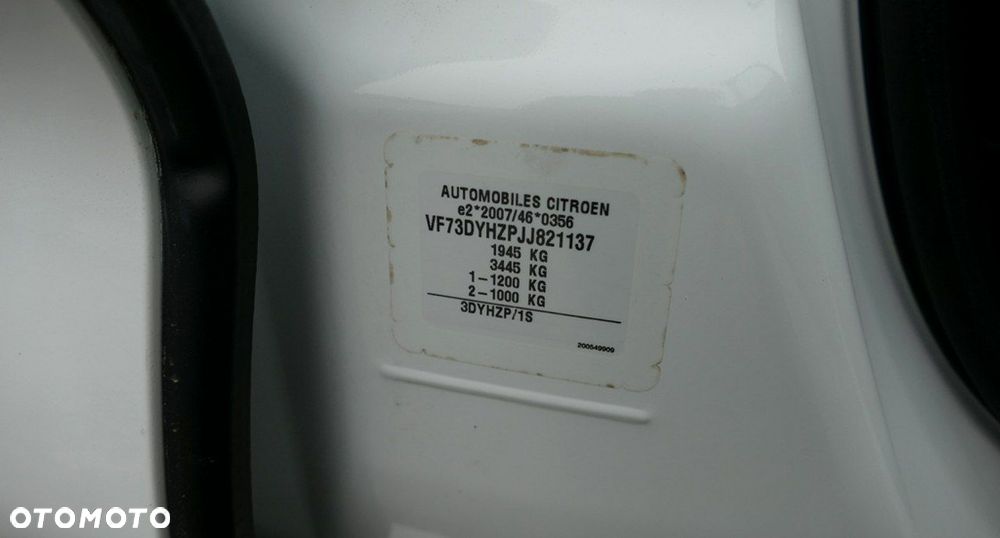 AUTOMOBILES CITROEN
e2*2007/46*0356
VF73DYHZPJJ821137
1945 KG
3445 KG
1-1200 KG
2-1000 KG
3DYHZP/1S
200549909
OTOMOTO